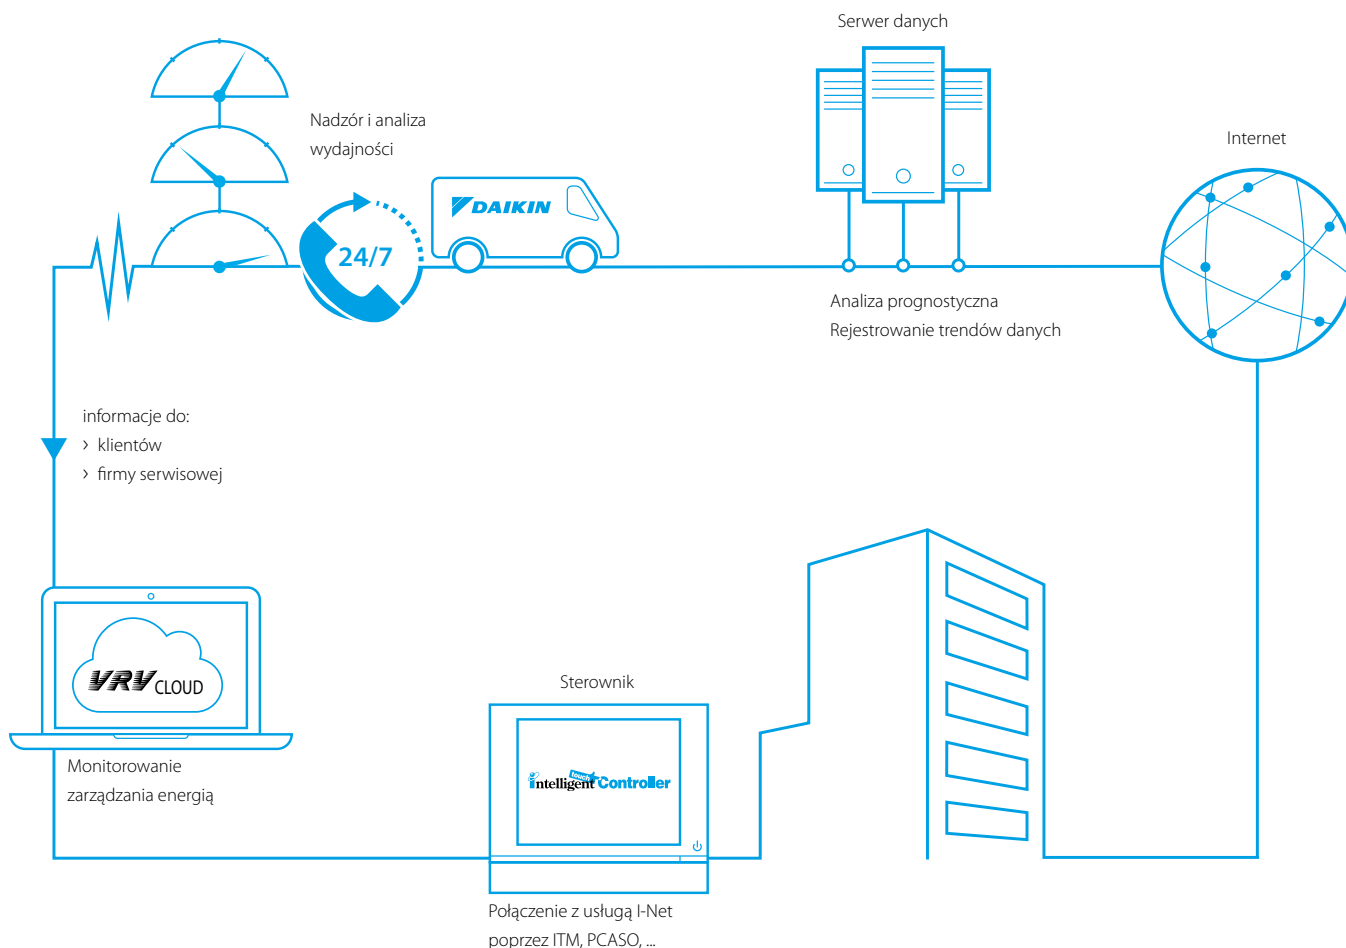 Serwer danych
Nadzór i analiza
wydajności
Internet
DAIKIN
24/7
Analiza prognostyczna
Rejestrowanie trendów danych
informacje do:
› klientów
› firmy serwisowej
VRV CLOUD
Sterownik
Monitorowanie
zarządzania energią
intelligent touch Controller
Połączenie z usługą I-Net
poprzez ITM, PCASO, ...